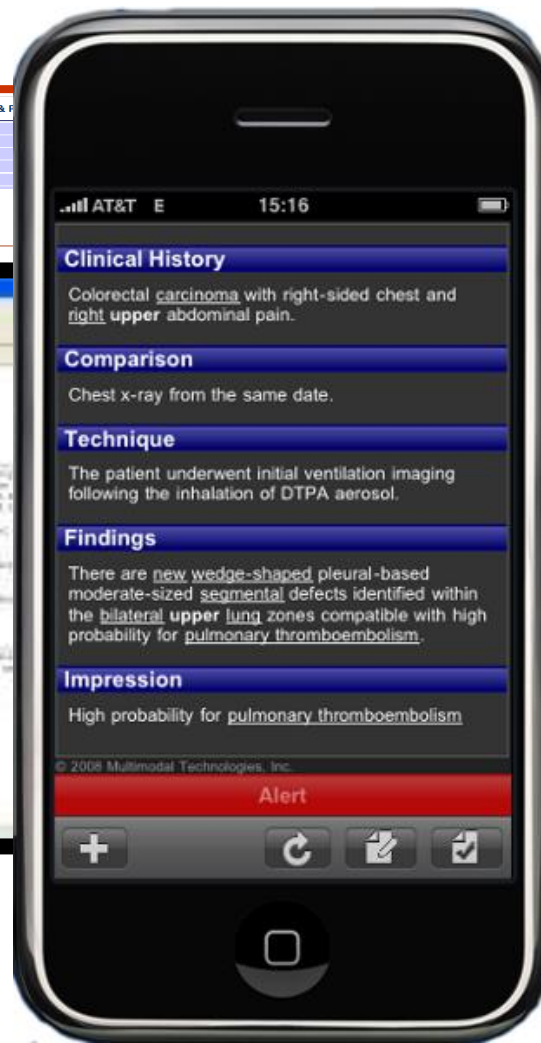 AT&T E 15:16
Clinical History
Colorectal carcinoma with right-sided chest and
right upper abdominal pain.
Comparison
Chest x-ray from the same date.
Technique
The patient underwent initial ventilation imaging
following the inhalation of DTPA aerosol.
Findings
There are new wedge-shaped pleural-based
moderate-sized segmental defects identified within
the bilateral upper lung zones compatible with high
probability for pulmonary thromboembolism.
Impression
High probability for pulmonary thromboembolism
© 2008 Multimodal Technologies, Inc.
Alert